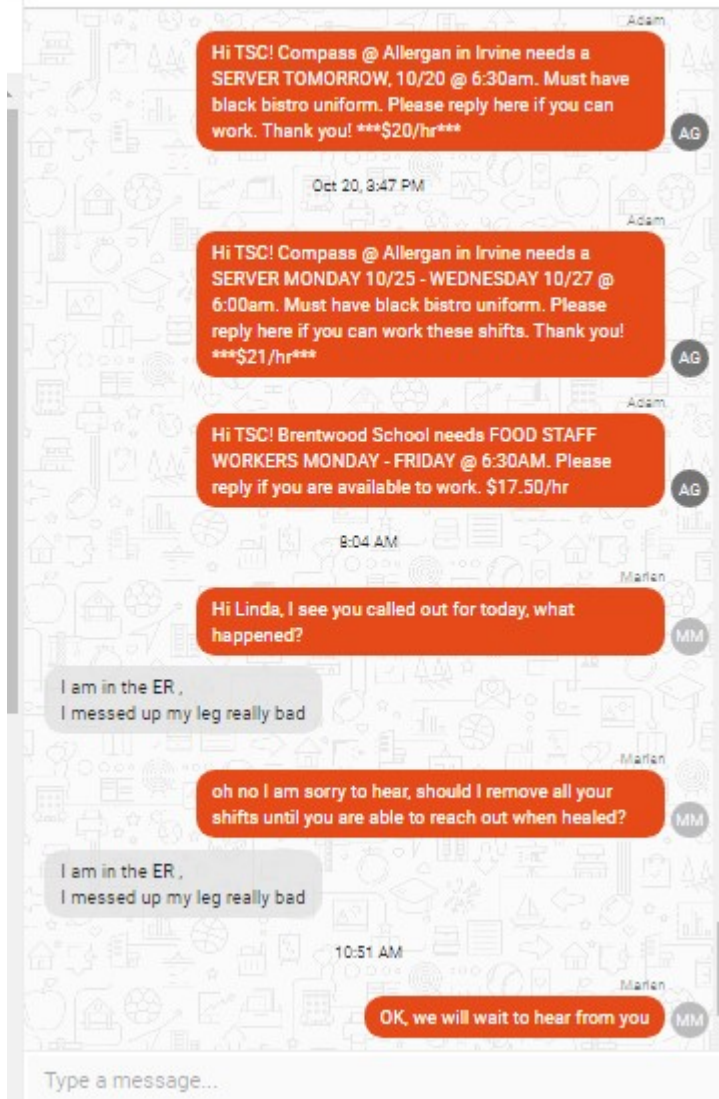 Adam
Hi TSC! Compass @ Allergan in Irvine needs a
SERVER TOMORROW, 10/20 @ 6:30am. Must have
black bistro uniform. Please reply here if you can
work. Thank you! ***$20/hr***
AG
Oct 20, 3:47 PM
Adam
Hi TSC! Compass @ Allergan in Irvine needs a
SERVER MONDAY 10/25 - WEDNESDAY 10/27 @
6:00am. Must have black bistro uniform. Please
reply here if you can work these shifts. Thank you!
***$21/hr***
AG
Adam
Hi TSC! Brentwood School needs FOOD STAFF
WORKERS MONDAY - FRIDAY @ 6:30AM. Please
reply if you are available to work. $17.50/hr
AG
8:04 AM
Marlen
Hi Linda, I see you called out for today, what
happened?
MM
I am in the ER ,
I messed up my leg really bad
Marlen
oh no I am sorry to hear, should I remove all your
shifts until you are able to reach out when healed?
MM
I am in the ER ,
I messed up my leg really bad
10:51 AM
Marlen
OK, we will wait to hear from you
MM
Type a message...